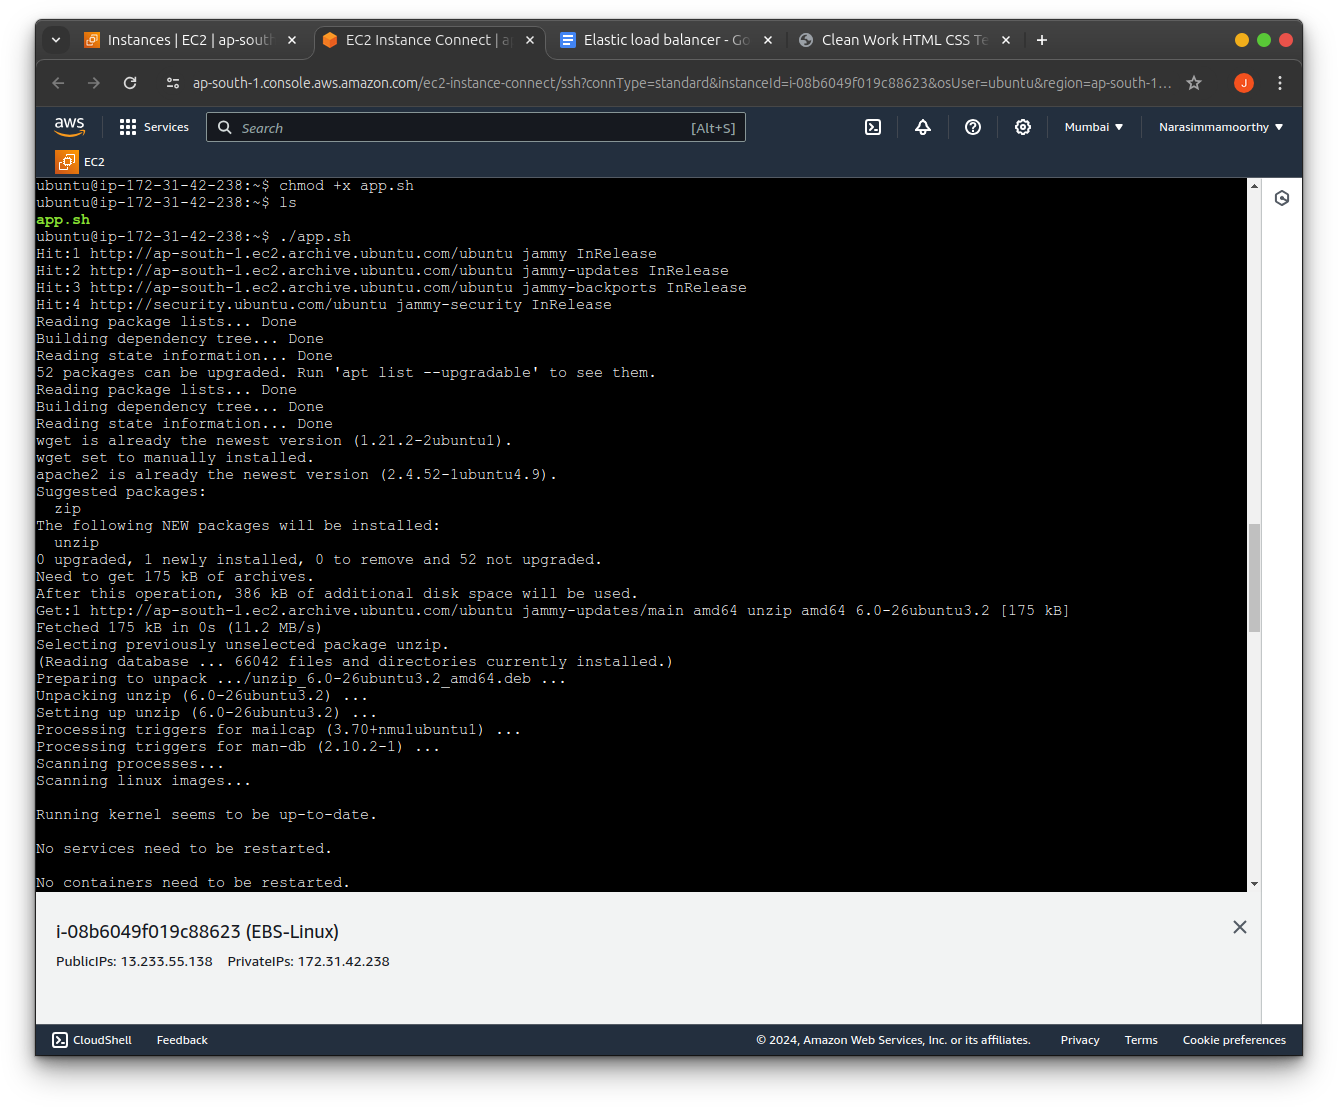 Instances | EC2 | ap-south
EC2 Instance Connect | a
Elastic load balancer - Go
Clean Work HTML CSS Te
ap-south-1.console.aws.amazon.com/ec2-instance-connect/ssh?connType=standard&instanceId=i-08b6049f019c88623&osUser=ubuntu&region=ap-south-1...
J
aws
Services
Search
[Alt+S]
Mumbai
Narasimmamoorthy
EC2
ubuntu@ip-172-31-42-238:~$ chmod +x app.sh
ubuntu@ip-172-31-42-238:~$ ls
app.sh
ubuntu@ip-172-31-42-238:~$ ./app.sh
Hit:1 http://ap-south-1.ec2.archive.ubuntu.com/ubuntu jammy InRelease
Hit:2 http://ap-south-1.ec2.archive.ubuntu.com/ubuntu jammy-updates InRelease
Hit:3 http://ap-south-1.ec2.archive.ubuntu.com/ubuntu jammy-backports InRelease
Hit:4 http://security.ubuntu.com/ubuntu jammy-security InRelease
Reading package lists... Done
Building dependency tree... Done
Reading state information... Done
52 packages can be upgraded. Run 'apt list --upgradable' to see them.
Reading package lists... Done
Building dependency tree... Done
Reading state information... Done
wget is already the newest version (1.21.2-2ubuntu1).
wget set to manually installed.
apache2 is already the newest version (2.4.52-1ubuntu4.9).
Suggested packages:
  zip
The following NEW packages will be installed:
  unzip
0 upgraded, 1 newly installed, 0 to remove and 52 not upgraded.
Need to get 175 kB of archives.
After this operation, 386 kB of additional disk space will be used.
Get:1 http://ap-south-1.ec2.archive.ubuntu.com/ubuntu jammy-updates/main amd64 unzip amd64 6.0-26ubuntu3.2 [175 kB]
Fetched 175 kB in 0s (11.2 MB/s)
Selecting previously unselected package unzip.
(Reading database ... 66042 files and directories currently installed.)
Preparing to unpack .../unzip_6.0-26ubuntu3.2_amd64.deb ...
Unpacking unzip (6.0-26ubuntu3.2) ...
Setting up unzip (6.0-26ubuntu3.2) ...
Processing triggers for mailcap (3.70+nmu1ubuntu1) ...
Processing triggers for man-db (2.10.2-1) ...
Scanning processes...
Scanning linux images...
Running kernel seems to be up-to-date.
No services need to be restarted.
No containers need to be restarted.
i-08b6049f019c88623 (EBS-Linux)
PublicIPs: 13.233.55.138 PrivateIPs: 172.31.42.238
CloudShell
Feedback
© 2024, Amazon Web Services, Inc. or its affiliates.
Privacy
Terms
Cookie preferences